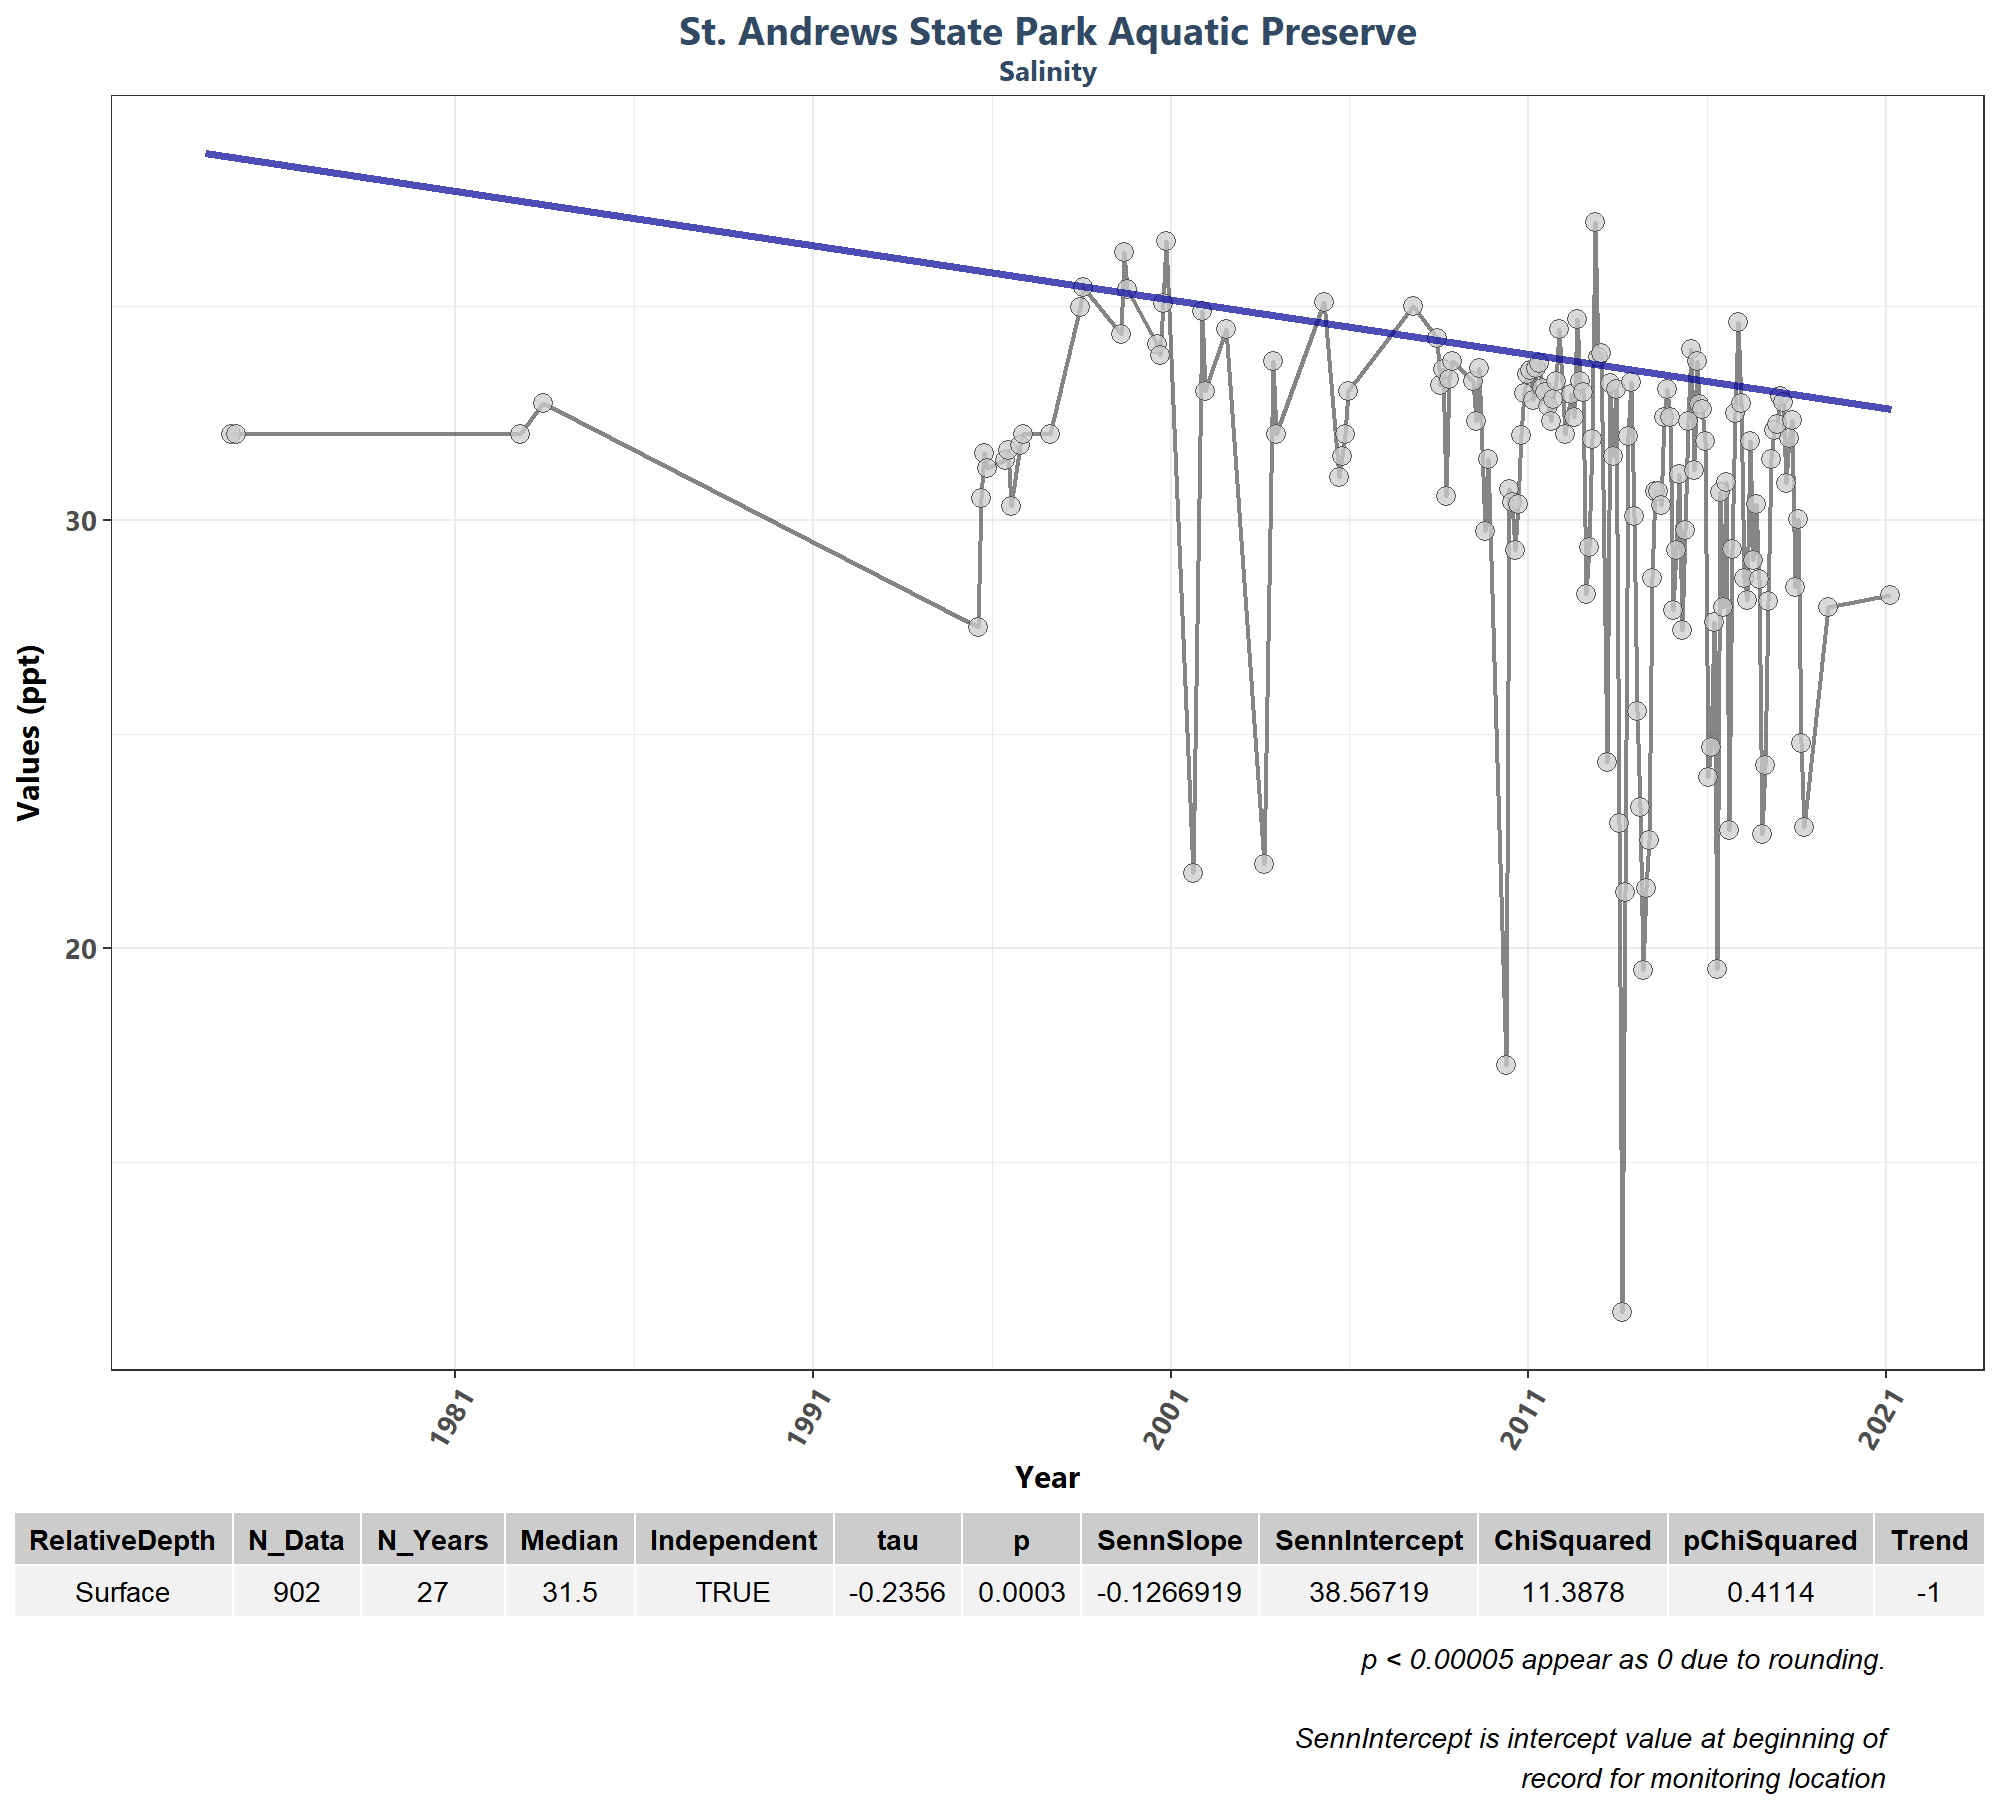 St. Andrews State Park Aquatic Preserve
Salinity
Values (ppt)
30
20
1981
1991
2001
2011
2021
Year
RelativeDepth N_Data N_Years Median Independent tau p SennSlope SennIntercept ChiSquared pChiSquared Trend
Surface 902 27 31.5 TRUE -0.2356 0.0003 -0.1266919 38.56719 11.3878 0.4114 -1
p < 0.00005 appear as 0 due to rounding.
SennIntercept is intercept value at beginning of
record for monitoring location